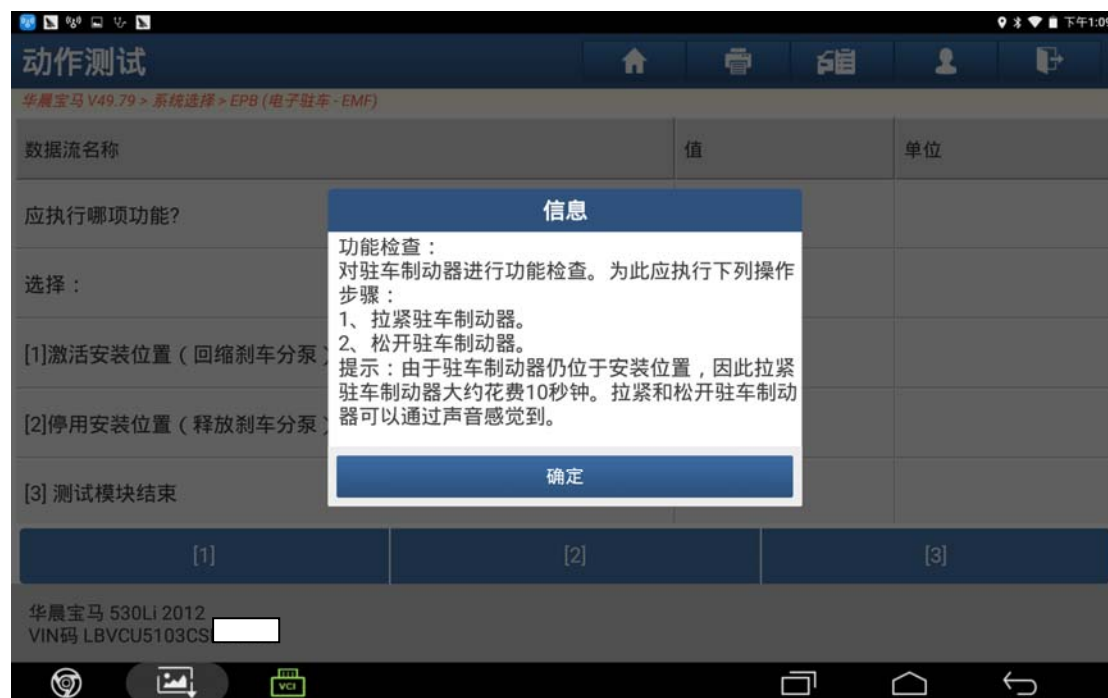 下午1:09
动作测试
华晨宝马 V49.79 > 系统选择 > EPB (电子驻车 - EMF)
数据流名称 值 单位
应执行哪项功能?
选择：
[1]激活安装位置（回缩刹车分泵）
[2]停用安装位置（释放刹车分泵）
[3] 测试模块结束
信息
功能检查：
对驻车制动器进行功能检查。为此应执行下列操作
步骤：
1、拉紧驻车制动器。
2、松开驻车制动器。
提示：由于驻车制动器仍位于安装位置，因此拉紧
驻车制动器大约花费10秒钟。拉紧和松开驻车制动
器可以通过声音感觉到。
确定
[1] [2] [3]
华晨宝马 530Li 2012
VIN码 LBVCU5103CS
VCI